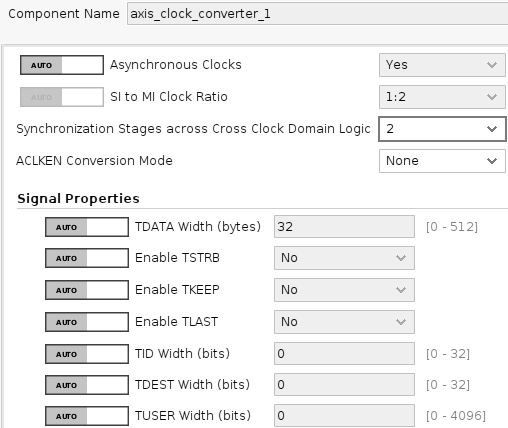 Component Name axis_clock_converter_1
AUTO Asynchronous Clocks Yes
AUTO SI to MI Clock Ratio 1:2
Synchronization Stages across Cross Clock Domain Logic 2
ACLKEN Conversion Mode None
Signal Properties
AUTO TDATA Width (bytes) 32 [0 - 512]
AUTO Enable TSTRB No
AUTO Enable TKEEP No
AUTO Enable TLAST No
AUTO TID Width (bits) 0 [0 - 32]
AUTO TDEST Width (bits) 0 [0 - 32]
AUTO TUSER Width (bits) 0 [0 - 4096]